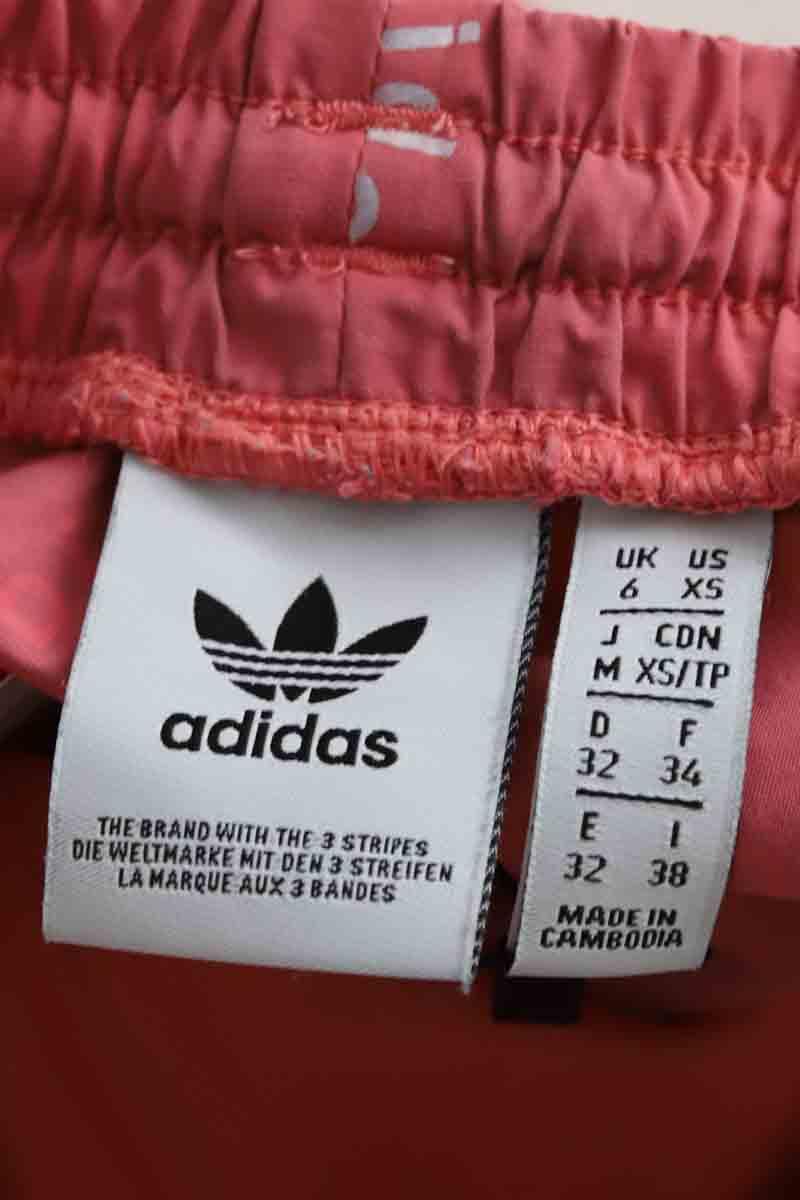 adidas
THE BRAND WITH THE 3 STRIPES
DIE WELTMARKE MIT DEN 3 STREIFEN
LA MARQUE AUX 3 BANDES
UK US
6 XS
J CDN
M XS/TP
D F
32 34
E I
32 38
MADE IN
CAMBODIA